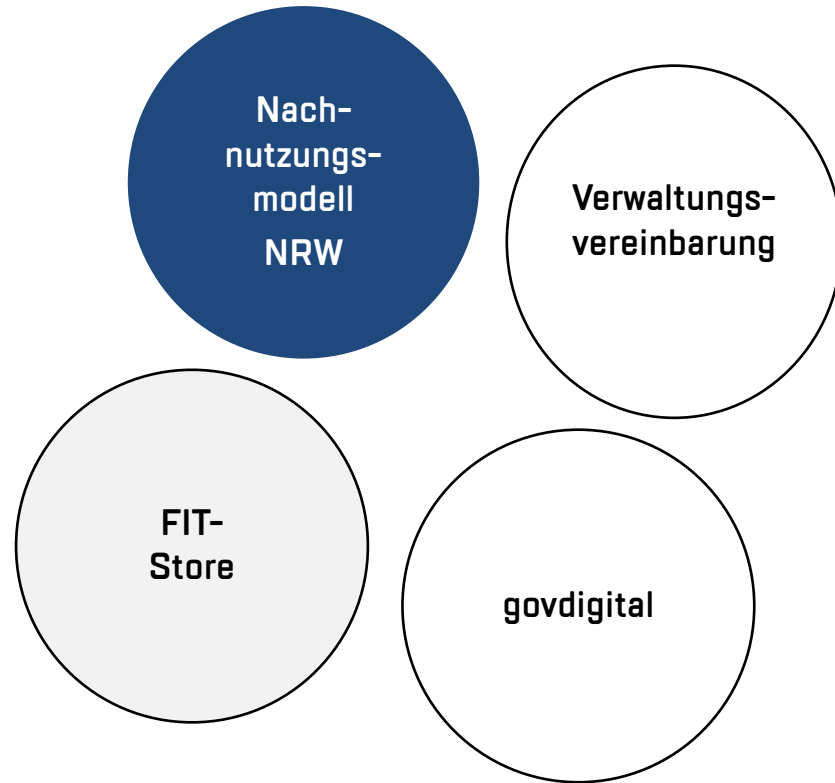 Nach-
nutzungs-
modell
NRW
Verwaltungs-
vereinbarung
FIT-
Store
govdigital